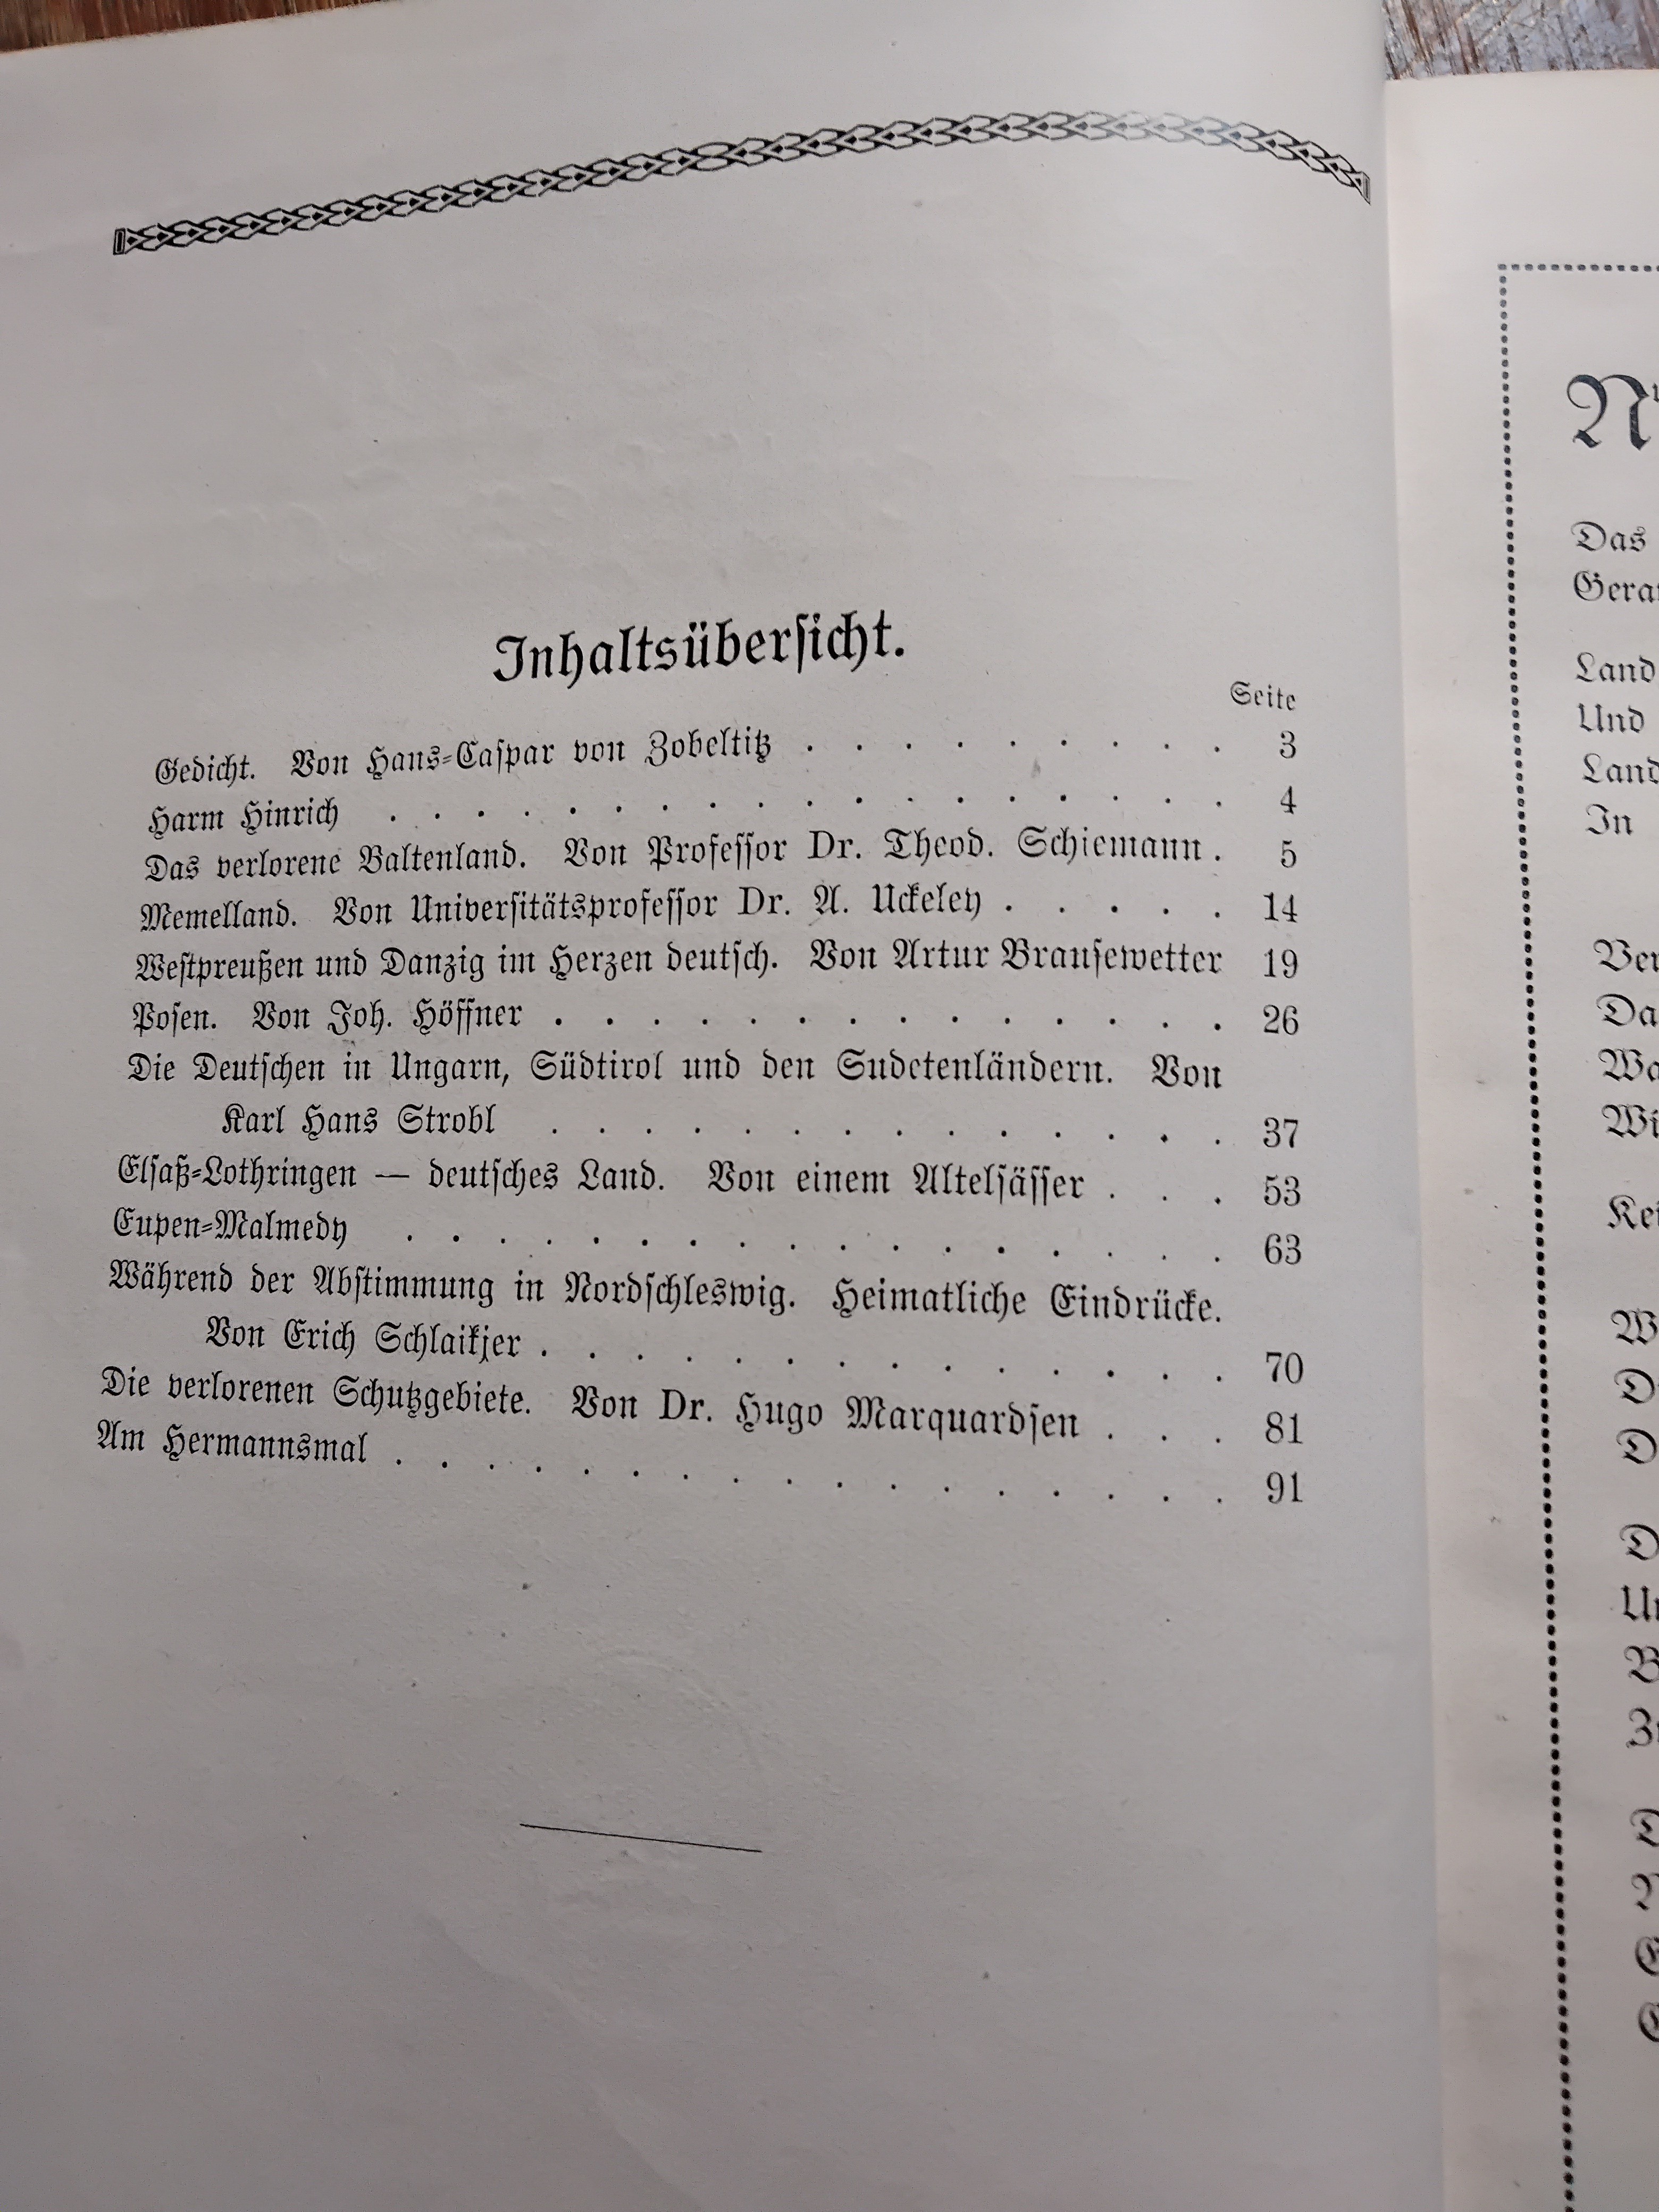 Inhaltsübersicht.
Seite
Gedicht. Von Hans-Caspar von Zobeltitz . . . . . . . . . 3
Harm Hinrich . . . . . . . . . . . . . . . . . 4
Das verlorene Baltenland. Von Professor Dr. Theod. Schiemann . 5
Memelland. Von Universitätsprofessor Dr. A. Uckeley . . . . . 14
Westpreußen und Danzig im Herzen deutsch. Von Artur Brausewetter 19
Posen. Von Joh. Höffner . . . . . . . . . . . . . . 26
Die Deutschen in Ungarn, Südtirol und den Sudetenländern. Von
Karl Hans Strobl . . . . . . . . . . . . . . 37
Elsaß-Lothringen — deutsches Land. Von einem Altelsässer . . . 53
Eupen-Malmedy . . . . . . . . . . . . . . . . . 63
Während der Abstimmung in Nordschleswig. Heimatliche Eindrücke.
Von Erich Schlaikjer . . . . . . . . . . . . . . 70
Die verlorenen Schutzgebiete. Von Dr. Hugo Marquardsen . . . 81
Am Hermannsmal . . . . . . . . . . . . . . . . . 91
Das
Land
Und
Land
In